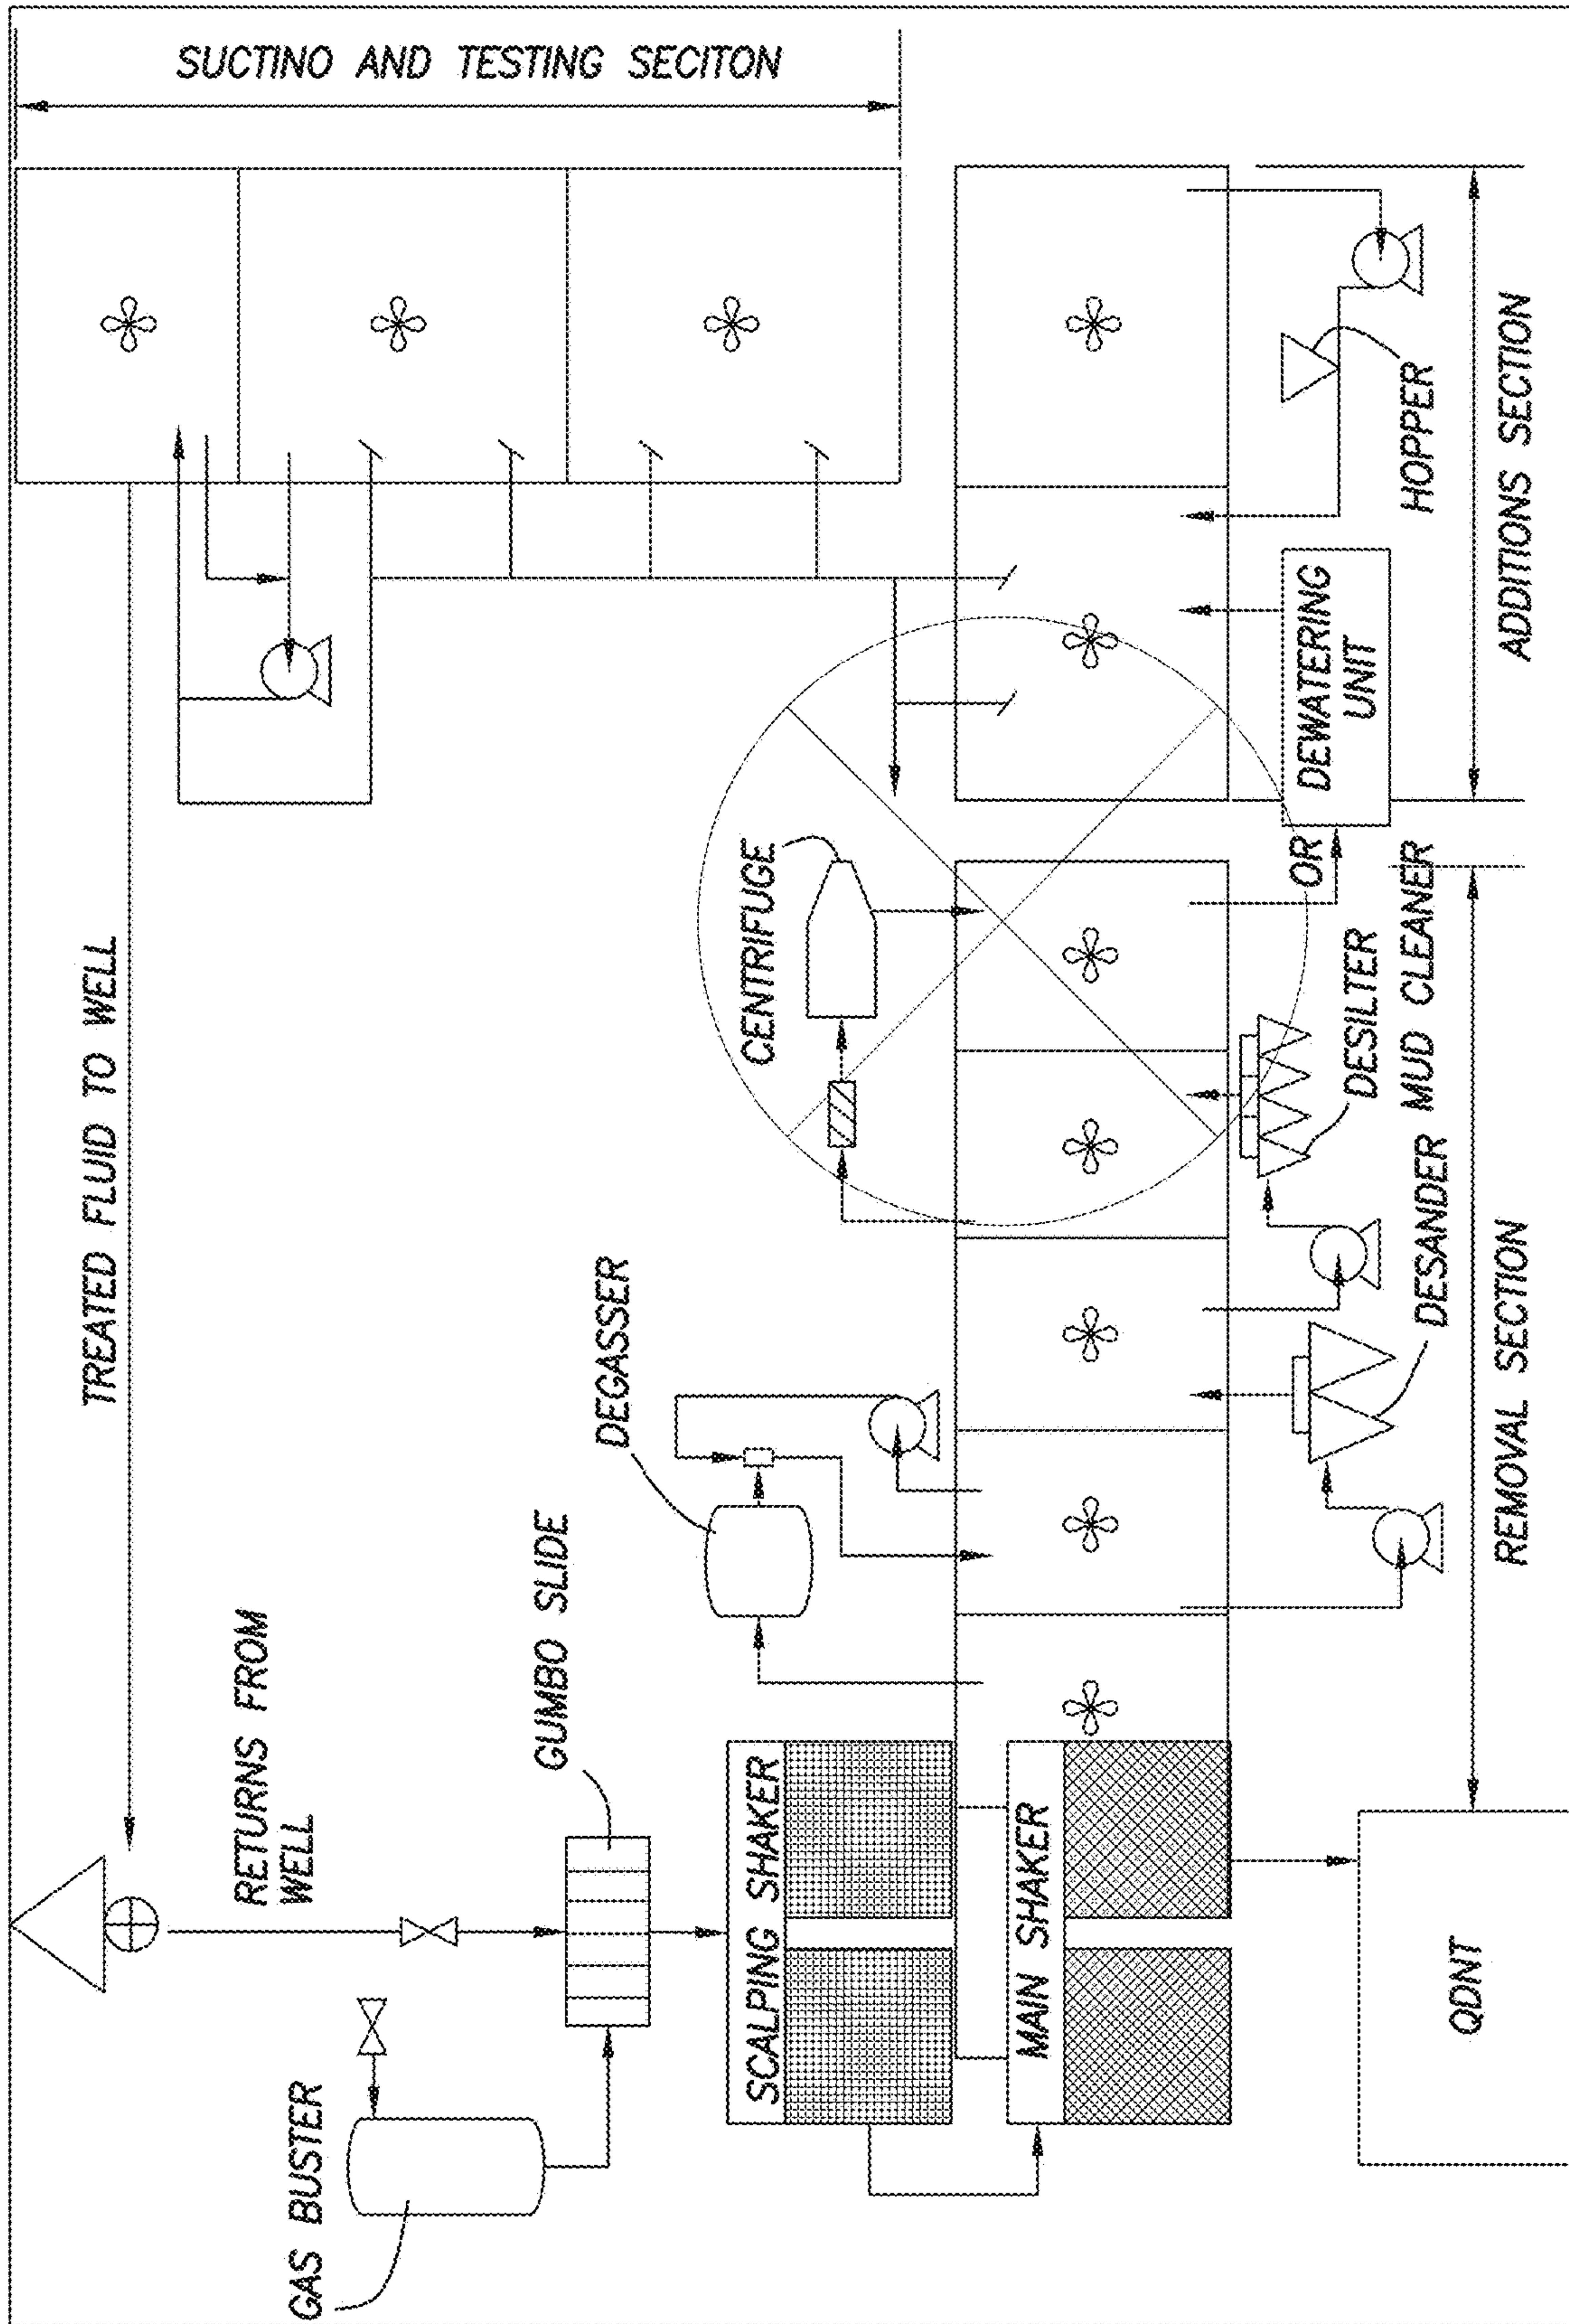 SUCTINO AND TESTING SECITON
TREATED FLUID TO WELL
RETURNS FROM
WELL
GAS BUSTER
GUMBO SLIDE
DEGASSER
CENTRIFUGE
SCALPING SHAKER
MAIN SHAKER
OR
DEWATERING
UNIT
HOPPER
DESILTER
MUD CLEANER
DESANDER
ADDITIONS SECTION
REMOVAL SECTION
QDNT